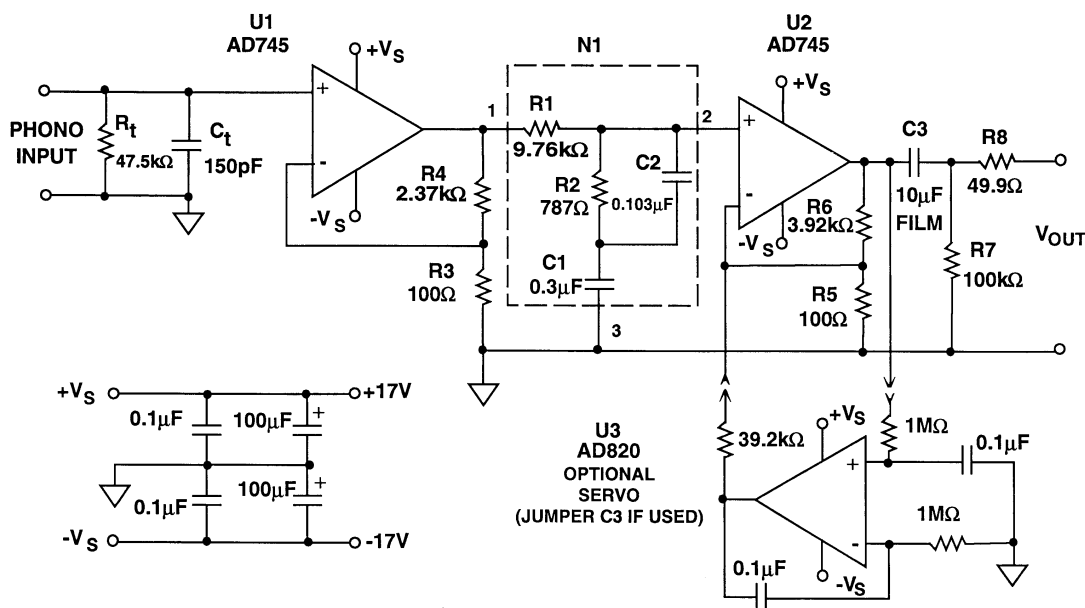 U1
AD745
+VS
PHONO
INPUT
Rt
47.5kΩ
Ct
150pF
+
-
-VS
1
R4
2.37kΩ
R3
100Ω
N1
R1
9.76kΩ
R2
787Ω
C2
0.103µF
C1
0.3µF
2
3
U2
AD745
+VS
+
-
-VS
R6
3.92kΩ
R5
100Ω
C3
10µF
FILM
R8
49.9Ω
R7
100kΩ
VOUT
+VS
+17V
0.1µF
100µF
+
0.1µF
100µF
+
-VS
-17V
U3
AD820
OPTIONAL
SERVO
(JUMPER C3 IF USED)
39.2kΩ
+VS
+
-
-VS
1MΩ
0.1µF
1MΩ
0.1µF